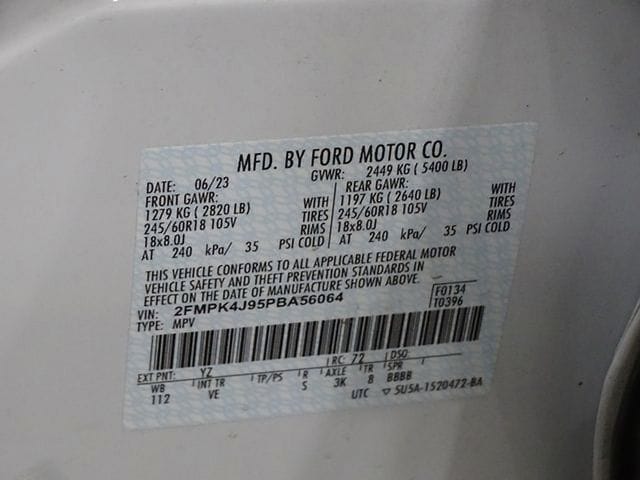 MFD. BY FORD MOTOR CO.
DATE: 06/23 GVWR: 2449 KG ( 5400 LB)
FRONT GAWR: REAR GAWR:
1279 KG ( 2820 LB) WITH 1197 KG ( 2640 LB) WITH
245/60R18 105V TIRES 245/60R18 105V TIRES
18x8.0J RIMS 18x8.0J RIMS
AT 240 kPa/ 35 PSI COLD AT 240 kPa/ 35 PSI COLD
THIS VEHICLE CONFORMS TO ALL APPLICABLE FEDERAL MOTOR
VEHICLE SAFETY AND THEFT PREVENTION STANDARDS IN
EFFECT ON THE DATE OF MANUFACTURE SHOWN ABOVE.
VIN: 2FMPK4J95PBA56064 F0134
TYPE: MPV T0396
EXT PNT: YZ RC: 72 DSO:
WB INT TR TP/PS R AXLE TR SPR
112 VE S 3K 8 BBBB
UTC ▽ 5U5A-1520472-BA